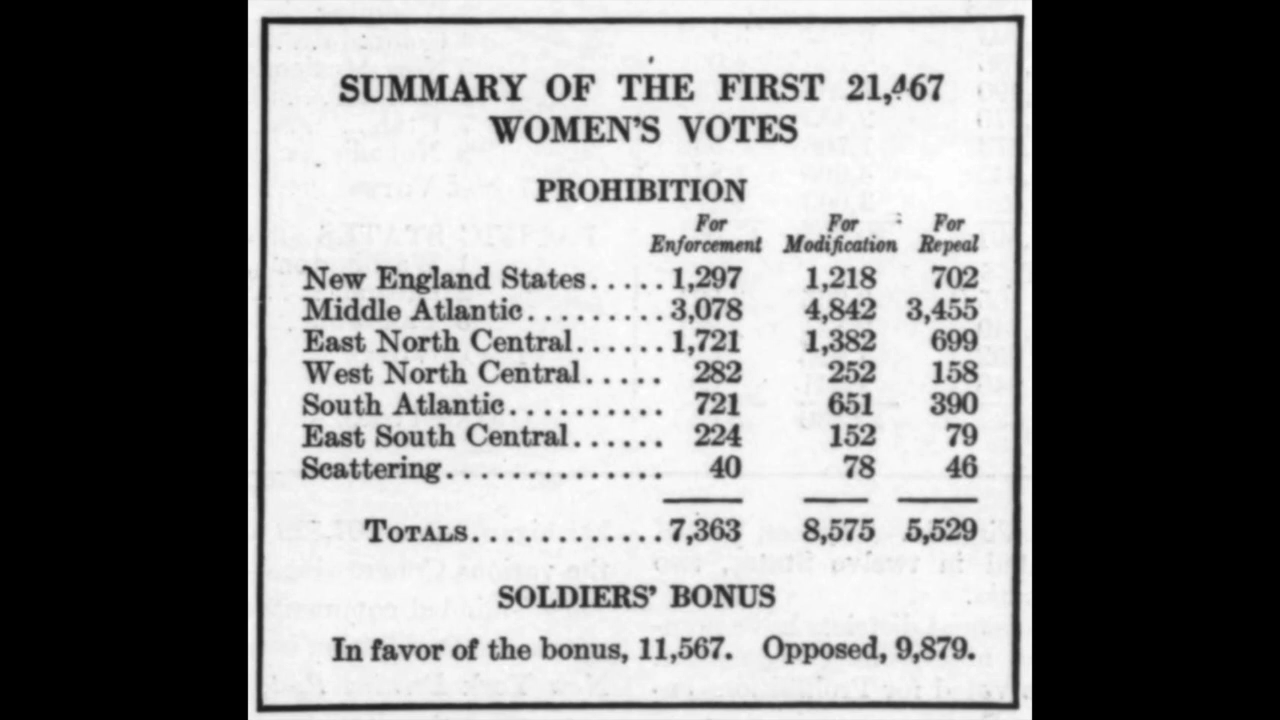 SUMMARY OF THE FIRST 21,467
WOMEN'S VOTES
PROHIBITION
For For For
Enforcement Modification Repeal
New England States.....1,297 1,218 702
Middle Atlantic.........3,078 4,842 3,455
East North Central......1,721 1,382 699
West North Central..... 282 252 158
South Atlantic.......... 721 651 390
East South Central...... 224 152 79
Scattering.............. 40 78 46
TOTALS............7,363 8,575 5,529
SOLDIERS' BONUS
In favor of the bonus, 11,567. Opposed, 9,879.